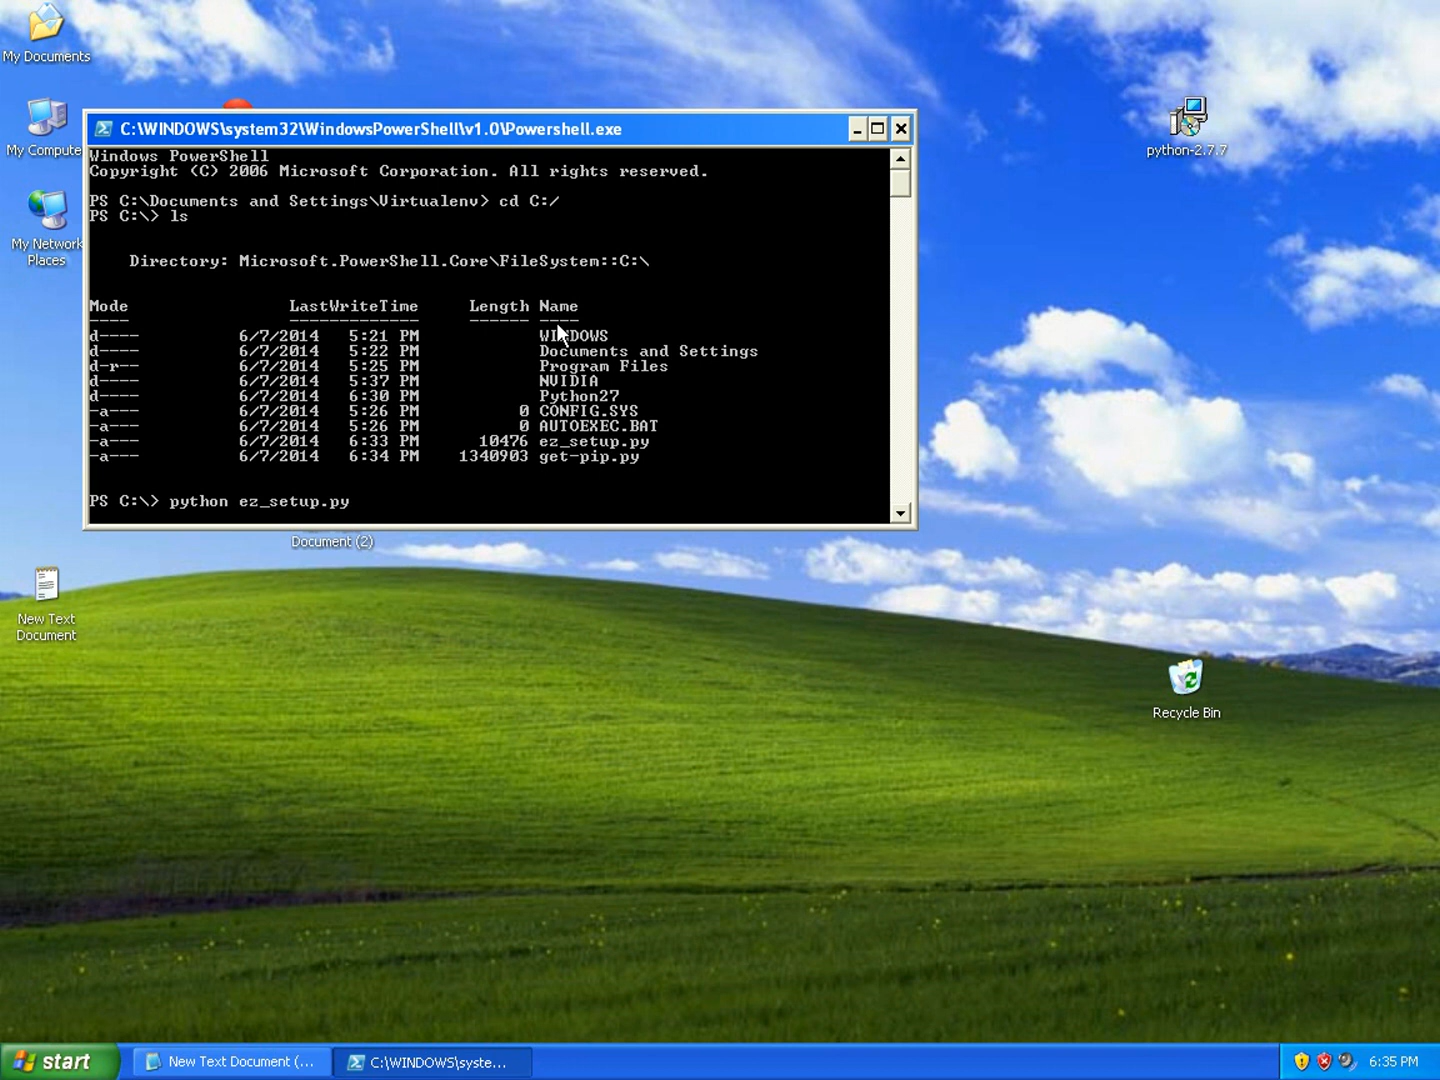 My Documents
My Compute
My Network
Places
C:\WINDOWS\system32\WindowsPowerShell\v1.0\Powershell.exe
Windows PowerShell
Copyright (C) 2006 Microsoft Corporation. All rights reserved.
PS C:\Documents and Settings\Virtualenv> cd C:/
PS C:\> ls
Directory: Microsoft.PowerShell.Core\FileSystem::C:\
Mode LastWriteTime Length Name
---- ------------- ------ ----
d---- 6/7/2014 5:21 PM WINDOWS
d---- 6/7/2014 5:22 PM Documents and Settings
d-r-- 6/7/2014 5:25 PM Program Files
d---- 6/7/2014 5:37 PM NVIDIA
d---- 6/7/2014 6:30 PM Python27
-a--- 6/7/2014 5:26 PM 0 CONFIG.SYS
-a--- 6/7/2014 5:26 PM 0 AUTOEXEC.BAT
-a--- 6/7/2014 6:33 PM 10476 ez_setup.py
-a--- 6/7/2014 6:34 PM 1340903 get-pip.py
PS C:\> python ez_setup.py
python-2.7.7
Document (2)
New Text
Document
Recycle Bin
start
New Text Document (...
C:\WINDOWS\syste...
6:35 PM